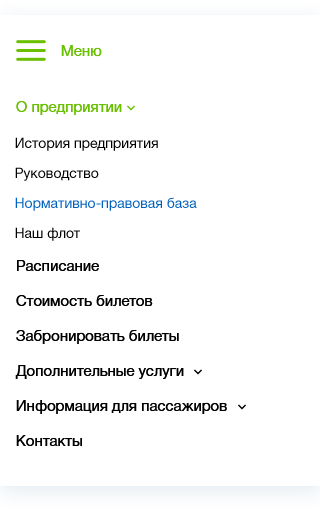 Меню
О предприятии
История предприятия
Руководство
Нормативно-правовая база
Наш флот
Расписание
Стоимость билетов
Забронировать билеты
Дополнительные услуги
Информация для пассажиров
Контакты